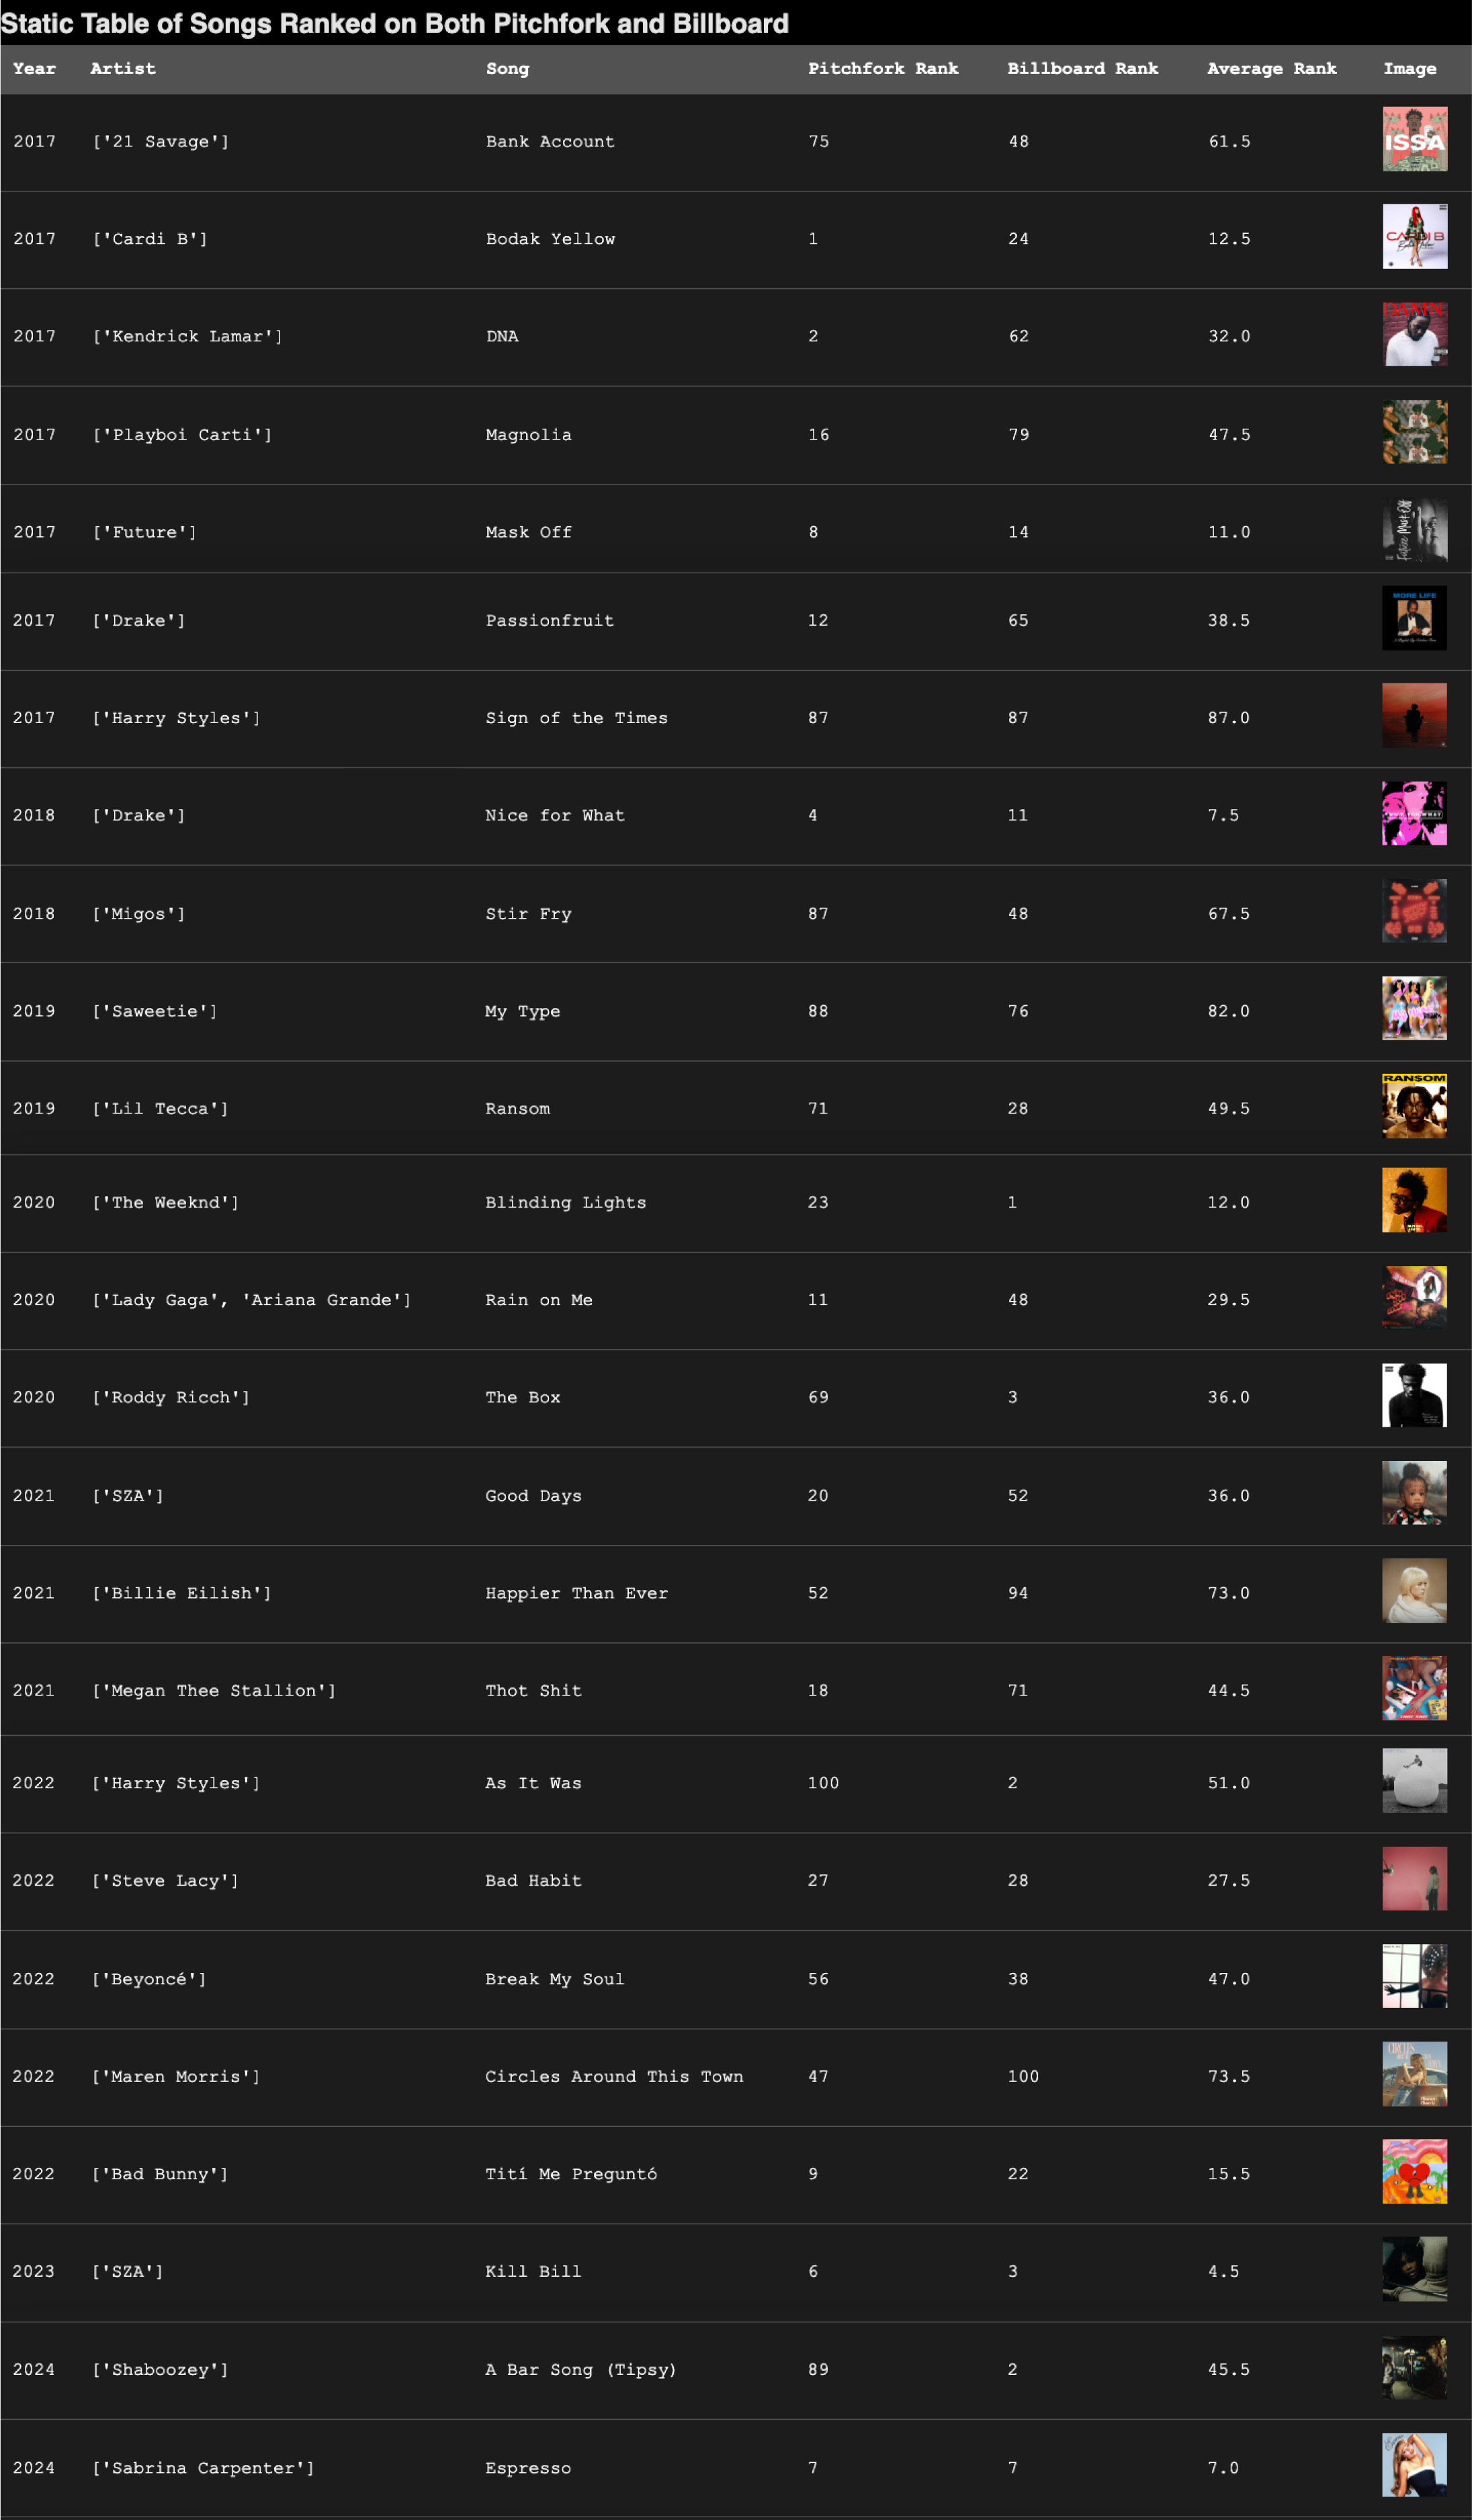 Static Table of Songs Ranked on Both Pitchfork and Billboard
Year Artist Song Pitchfork Rank Billboard Rank Average Rank Image
2017 ['21 Savage'] Bank Account 75 48 61.5 ISSA
2017 ['Cardi B'] Bodak Yellow 1 24 12.5 CARDI B
2017 ['Kendrick Lamar'] DNA 2 62 32.0 DAMN.
2017 ['Playboi Carti'] Magnolia 16 79 47.5
2017 ['Future'] Mask Off 8 14 11.0 Future Mask Off
2017 ['Drake'] Passionfruit 12 65 38.5 MORE LIFE
2017 ['Harry Styles'] Sign of the Times 87 87 87.0
2018 ['Drake'] Nice for What 4 11 7.5
2018 ['Migos'] Stir Fry 87 48 67.5
2019 ['Saweetie'] My Type 88 76 82.0
2019 ['Lil Tecca'] Ransom 71 28 49.5 RANSOM
2020 ['The Weeknd'] Blinding Lights 23 1 12.0
2020 ['Lady Gaga', 'Ariana Grande'] Rain on Me 11 48 29.5
2020 ['Roddy Ricch'] The Box 69 3 36.0
2021 ['SZA'] Good Days 20 52 36.0
2021 ['Billie Eilish'] Happier Than Ever 52 94 73.0
2021 ['Megan Thee Stallion'] Thot Shit 18 71 44.5
2022 ['Harry Styles'] As It Was 100 2 51.0
2022 ['Steve Lacy'] Bad Habit 27 28 27.5
2022 ['Beyoncé'] Break My Soul 56 38 47.0
2022 ['Maren Morris'] Circles Around This Town 47 100 73.5 CIRCLES
2022 ['Bad Bunny'] Tití Me Preguntó 9 22 15.5
2023 ['SZA'] Kill Bill 6 3 4.5
2024 ['Shaboozey'] A Bar Song (Tipsy) 89 2 45.5
2024 ['Sabrina Carpenter'] Espresso 7 7 7.0